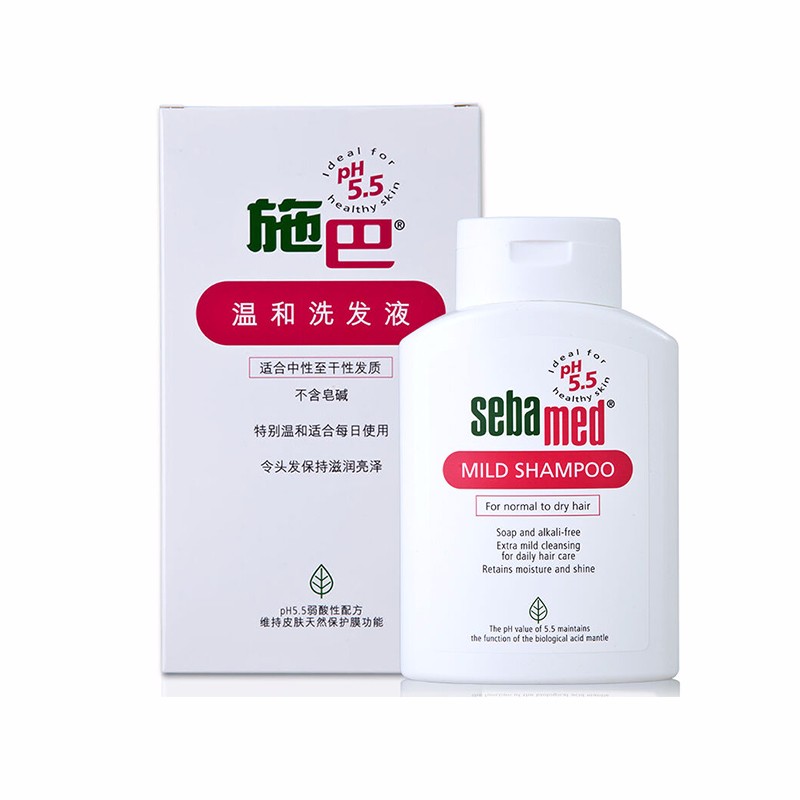 Ideal for
pH
5.5
healthy skin
施巴®
温和洗发液
适合中性至干性发质
不含皂碱
特别温和适合每日使用
令头发保持滋润亮泽
pH5.5弱酸性配方
维持皮肤天然保护膜功能
Ideal for
pH
5.5
healthy skin
sebamed®
MILD SHAMPOO
For normal to dry hair
Soap and alkali-free
Extra mild cleansing
for daily hair care
Retains moisture and shine
The pH value of 5.5 maintains
the function of the biological acid mantle